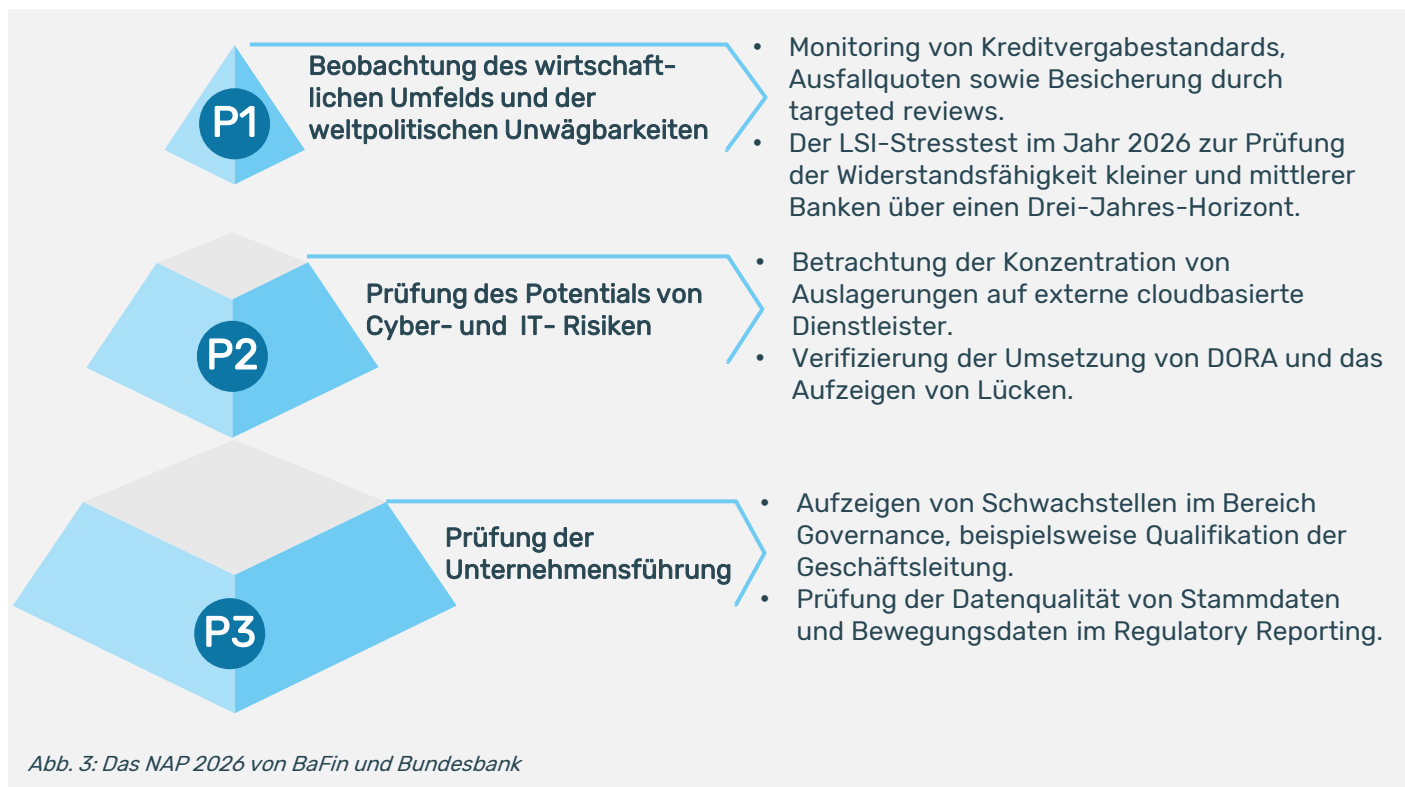 P1
Beobachtung des wirtschaft-
lichen Umfelds und der
weltpolitischen Unwägbarkeiten
• Monitoring von Kreditvergabestandards,
Ausfallquoten sowie Besicherung durch
targeted reviews.
• Der LSI-Stresstest im Jahr 2026 zur Prüfung
der Widerstandsfähigkeit kleiner und mittlerer
Banken über einen Drei-Jahres-Horizont.
P2
Prüfung des Potentials von
Cyber- und IT- Risiken
• Betrachtung der Konzentration von
Auslagerungen auf externe cloudbasierte
Dienstleister.
• Verifizierung der Umsetzung von DORA und das
Aufzeigen von Lücken.
P3
Prüfung der
Unternehmensführung
• Aufzeigen von Schwachstellen im Bereich
Governance, beispielsweise Qualifikation der
Geschäftsleitung.
• Prüfung der Datenqualität von Stammdaten
und Bewegungsdaten im Regulatory Reporting.
Abb. 3: Das NAP 2026 von BaFin und Bundesbank